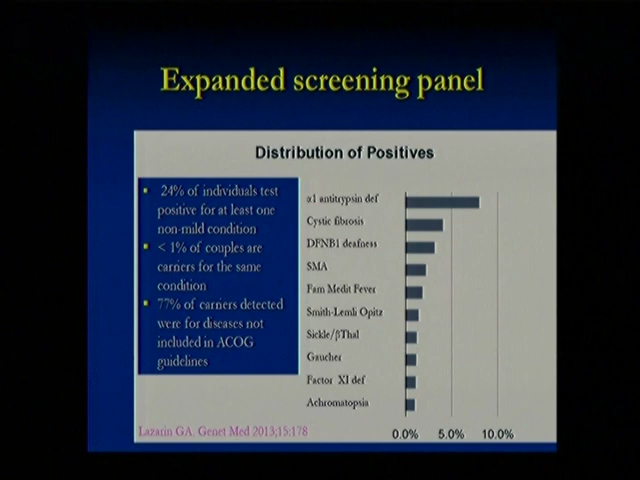 Expanded screening panel
Distribution of Positives
24% of individuals test
positive for at least one
non-mild condition
< 1% of couples are
carriers for the same
condition
77% of carriers detected
were for diseases not
included in ACOG
guidelines
α1 antitrypsin def
Cystic fibrosis
DFNB1 deafness
SMA
Fam Medit Fever
Smith-Lemli Opitz
Sickle/βThal
Gaucher
Factor XI def
Achromatopsia
0.0% 5.0% 10.0%
Lazarin GA. Genet Med 2013;15:178